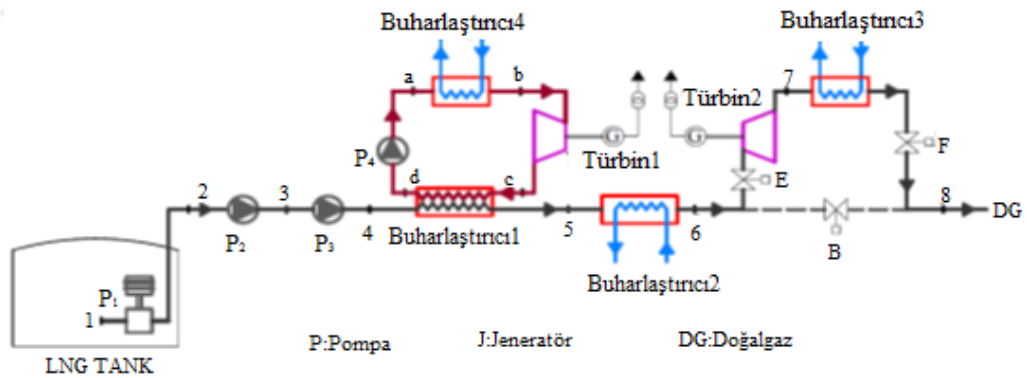 Buharlaştırıcı4
Buharlaştırıcı3
a
b
7
Türbin2
G
G
P4
Türbin1
F
E
d
c
2
3
4
5
6
8
DG
P2
P3
Buharlaştırıcı1
B
Buharlaştırıcı2
P1
1
P:Pompa
J:Jeneratör
DG:Doğalgaz
LNG TANK